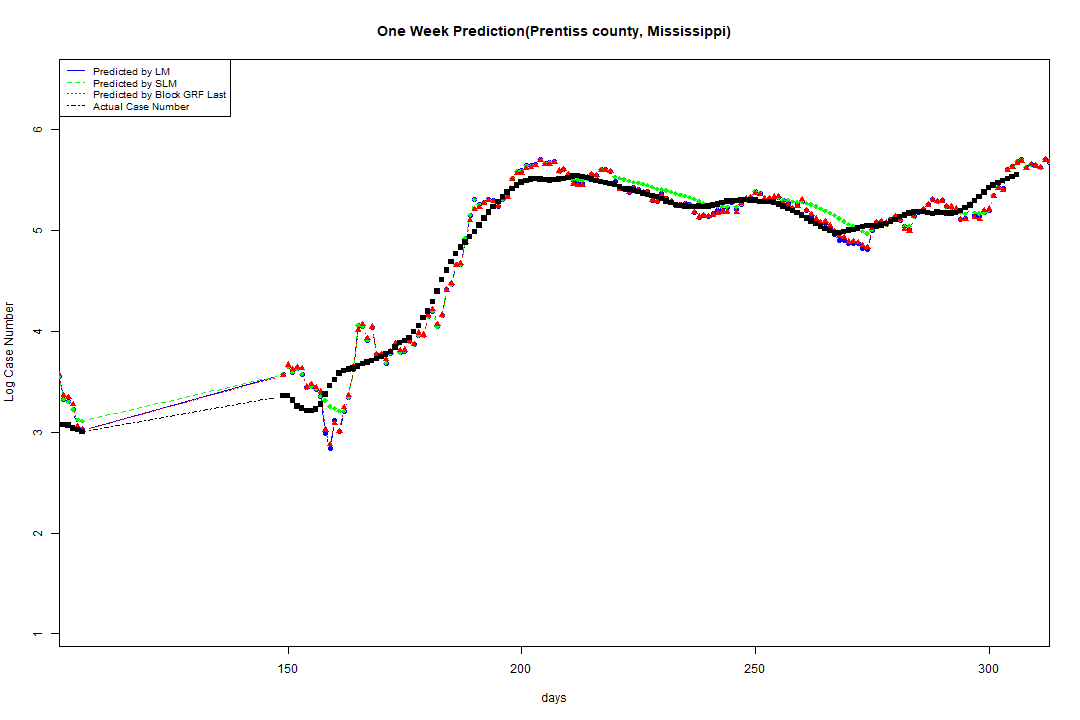 One Week Prediction(Prentiss county, Mississippi)
Predicted by LM
Predicted by SLM
Predicted by Block GRF Last
Actual Case Number
6
5
4
3
2
1
Log Case Number
150 200 250 300
days